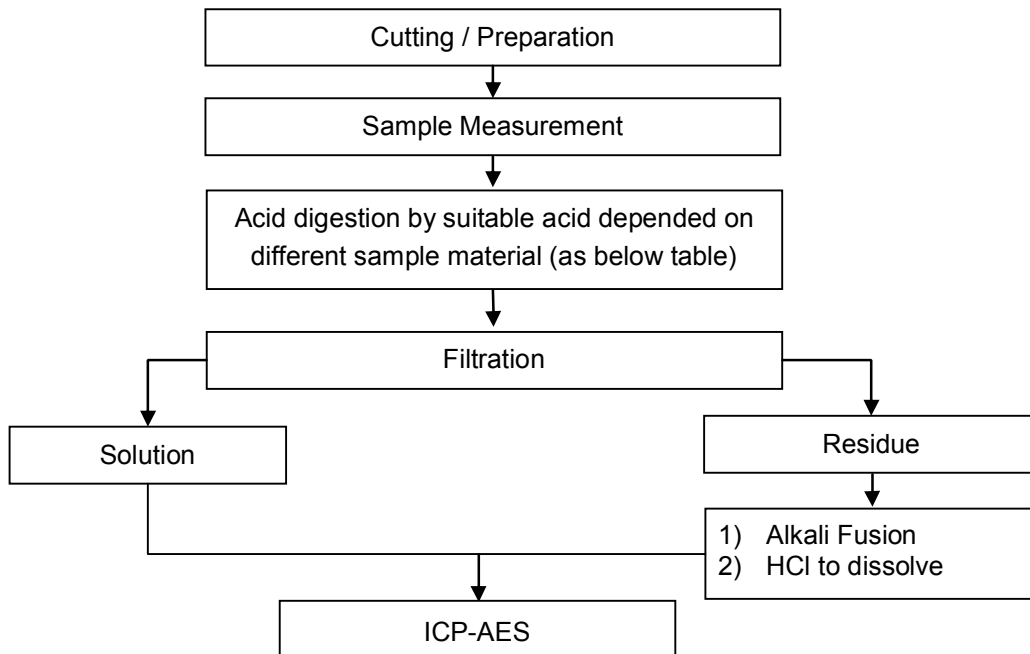 Cutting / Preparation
Sample Measurement
Acid digestion by suitable acid depended on
different sample material (as below table)
Filtration
Solution
Residue
1) Alkali Fusion
2) HCl to dissolve
ICP-AES